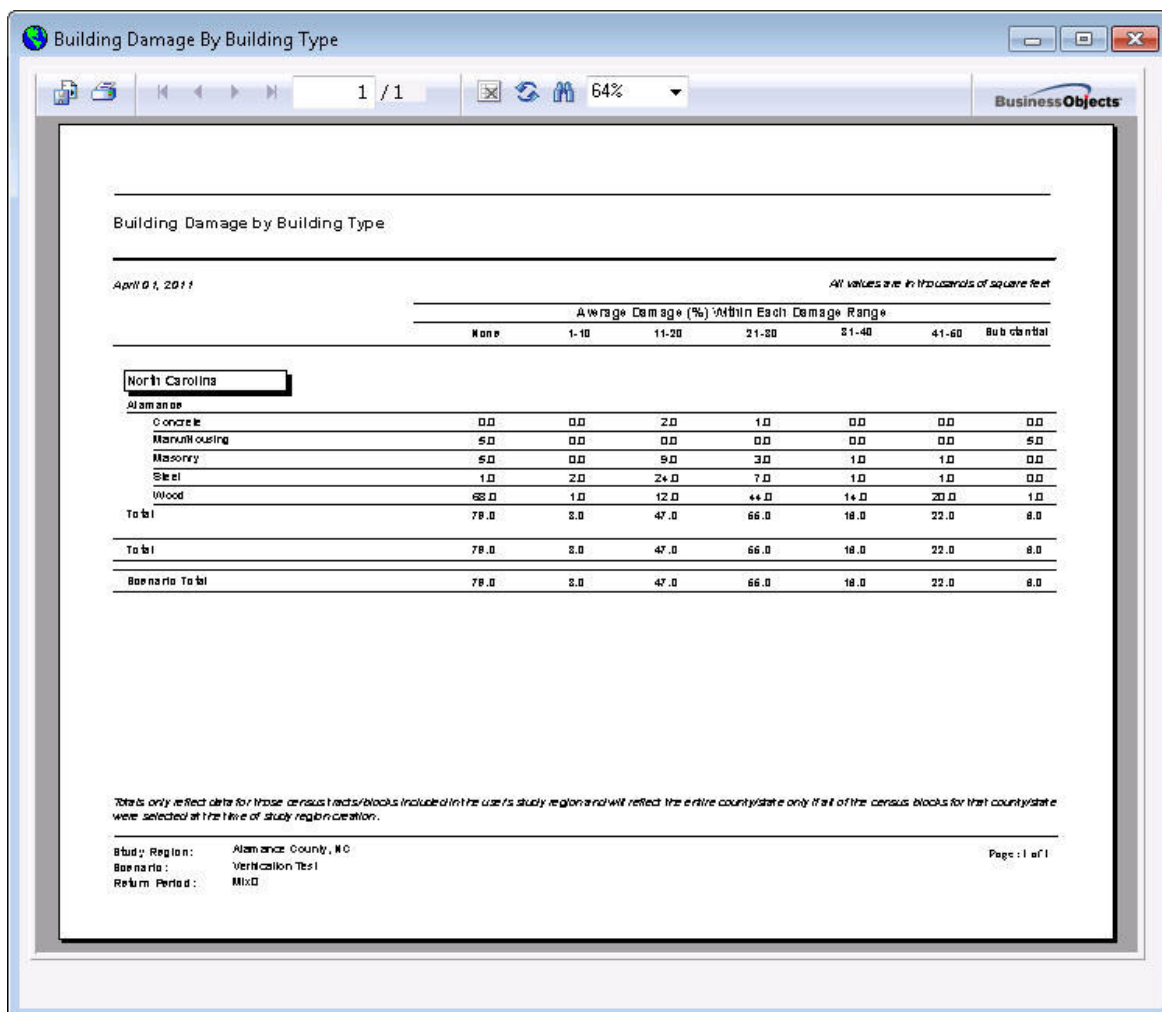 Building Damage By Building Type
1 / 1
64%
BusinessObjects
Building Damage by Building Type
April 01, 2011
All values are in thousands of square feet
Average Damage (%) Within Each Damage Range
None 1-10 11-20 21-30 31-40 41-50 Substantial
North Carolina
Alamance
Concrete 0.0 0.0 2.0 1.0 0.0 0.0 0.0
ManufHousing 5.0 0.0 0.0 0.0 0.0 0.0 5.0
Masonry 5.0 0.0 9.0 3.0 1.0 1.0 0.0
Steel 1.0 2.0 24.0 7.0 1.0 1.0 0.0
Wood 68.0 1.0 12.0 44.0 14.0 20.0 1.0
Total 79.0 3.0 47.0 55.0 16.0 22.0 6.0
Total 79.0 3.0 47.0 55.0 16.0 22.0 6.0
Scenario Total 79.0 3.0 47.0 55.0 16.0 22.0 6.0
Totals only reflect data for those census tracts/blocks included in the user's study region and will reflect the entire county/state only if all of the census blocks for that county/state
were selected at the time of study region creation.
Study Region: Alamance County, NC
Page : 1 of 1
Scenario: Verification Test
Return Period: Mix0